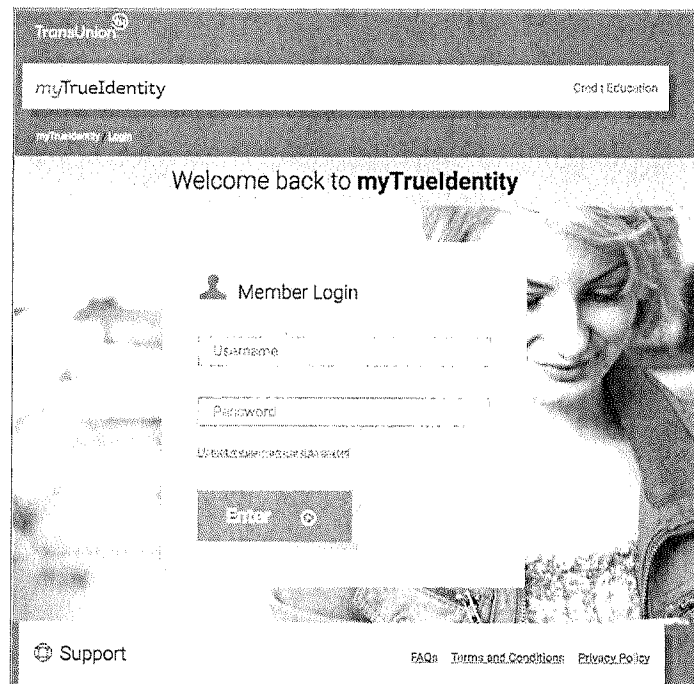 TransUnion
myTrueIdentity
Credit Education
myTrueIdentity / Login
Welcome back to myTrueIdentity
Member Login
Username
Password
Enter
Support
FAQs Terms and Conditions Privacy Policy